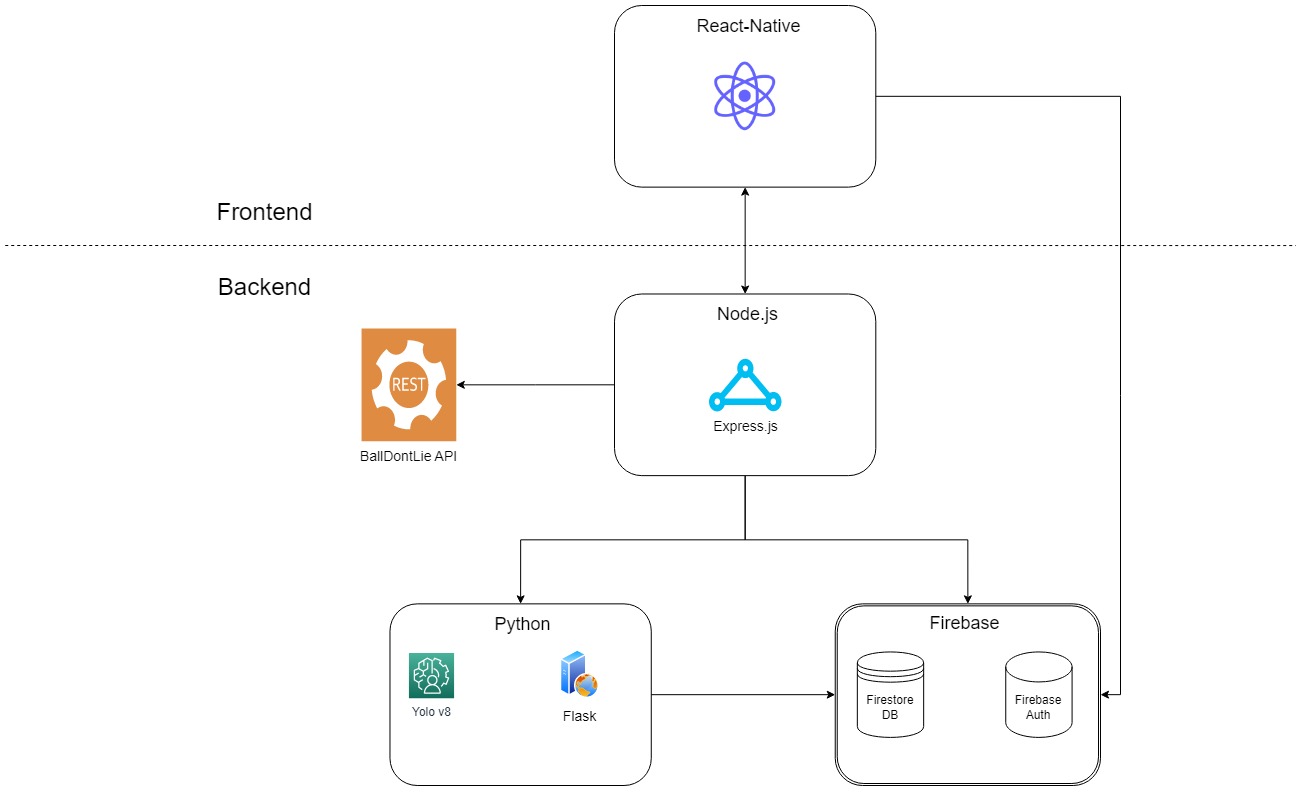 React-Native
Frontend
Backend
Node.js
REST
Express.js
BallDontLie API
Python
Firebase
Yolo v8
Flask
Firestore
DB
Firebase
Auth